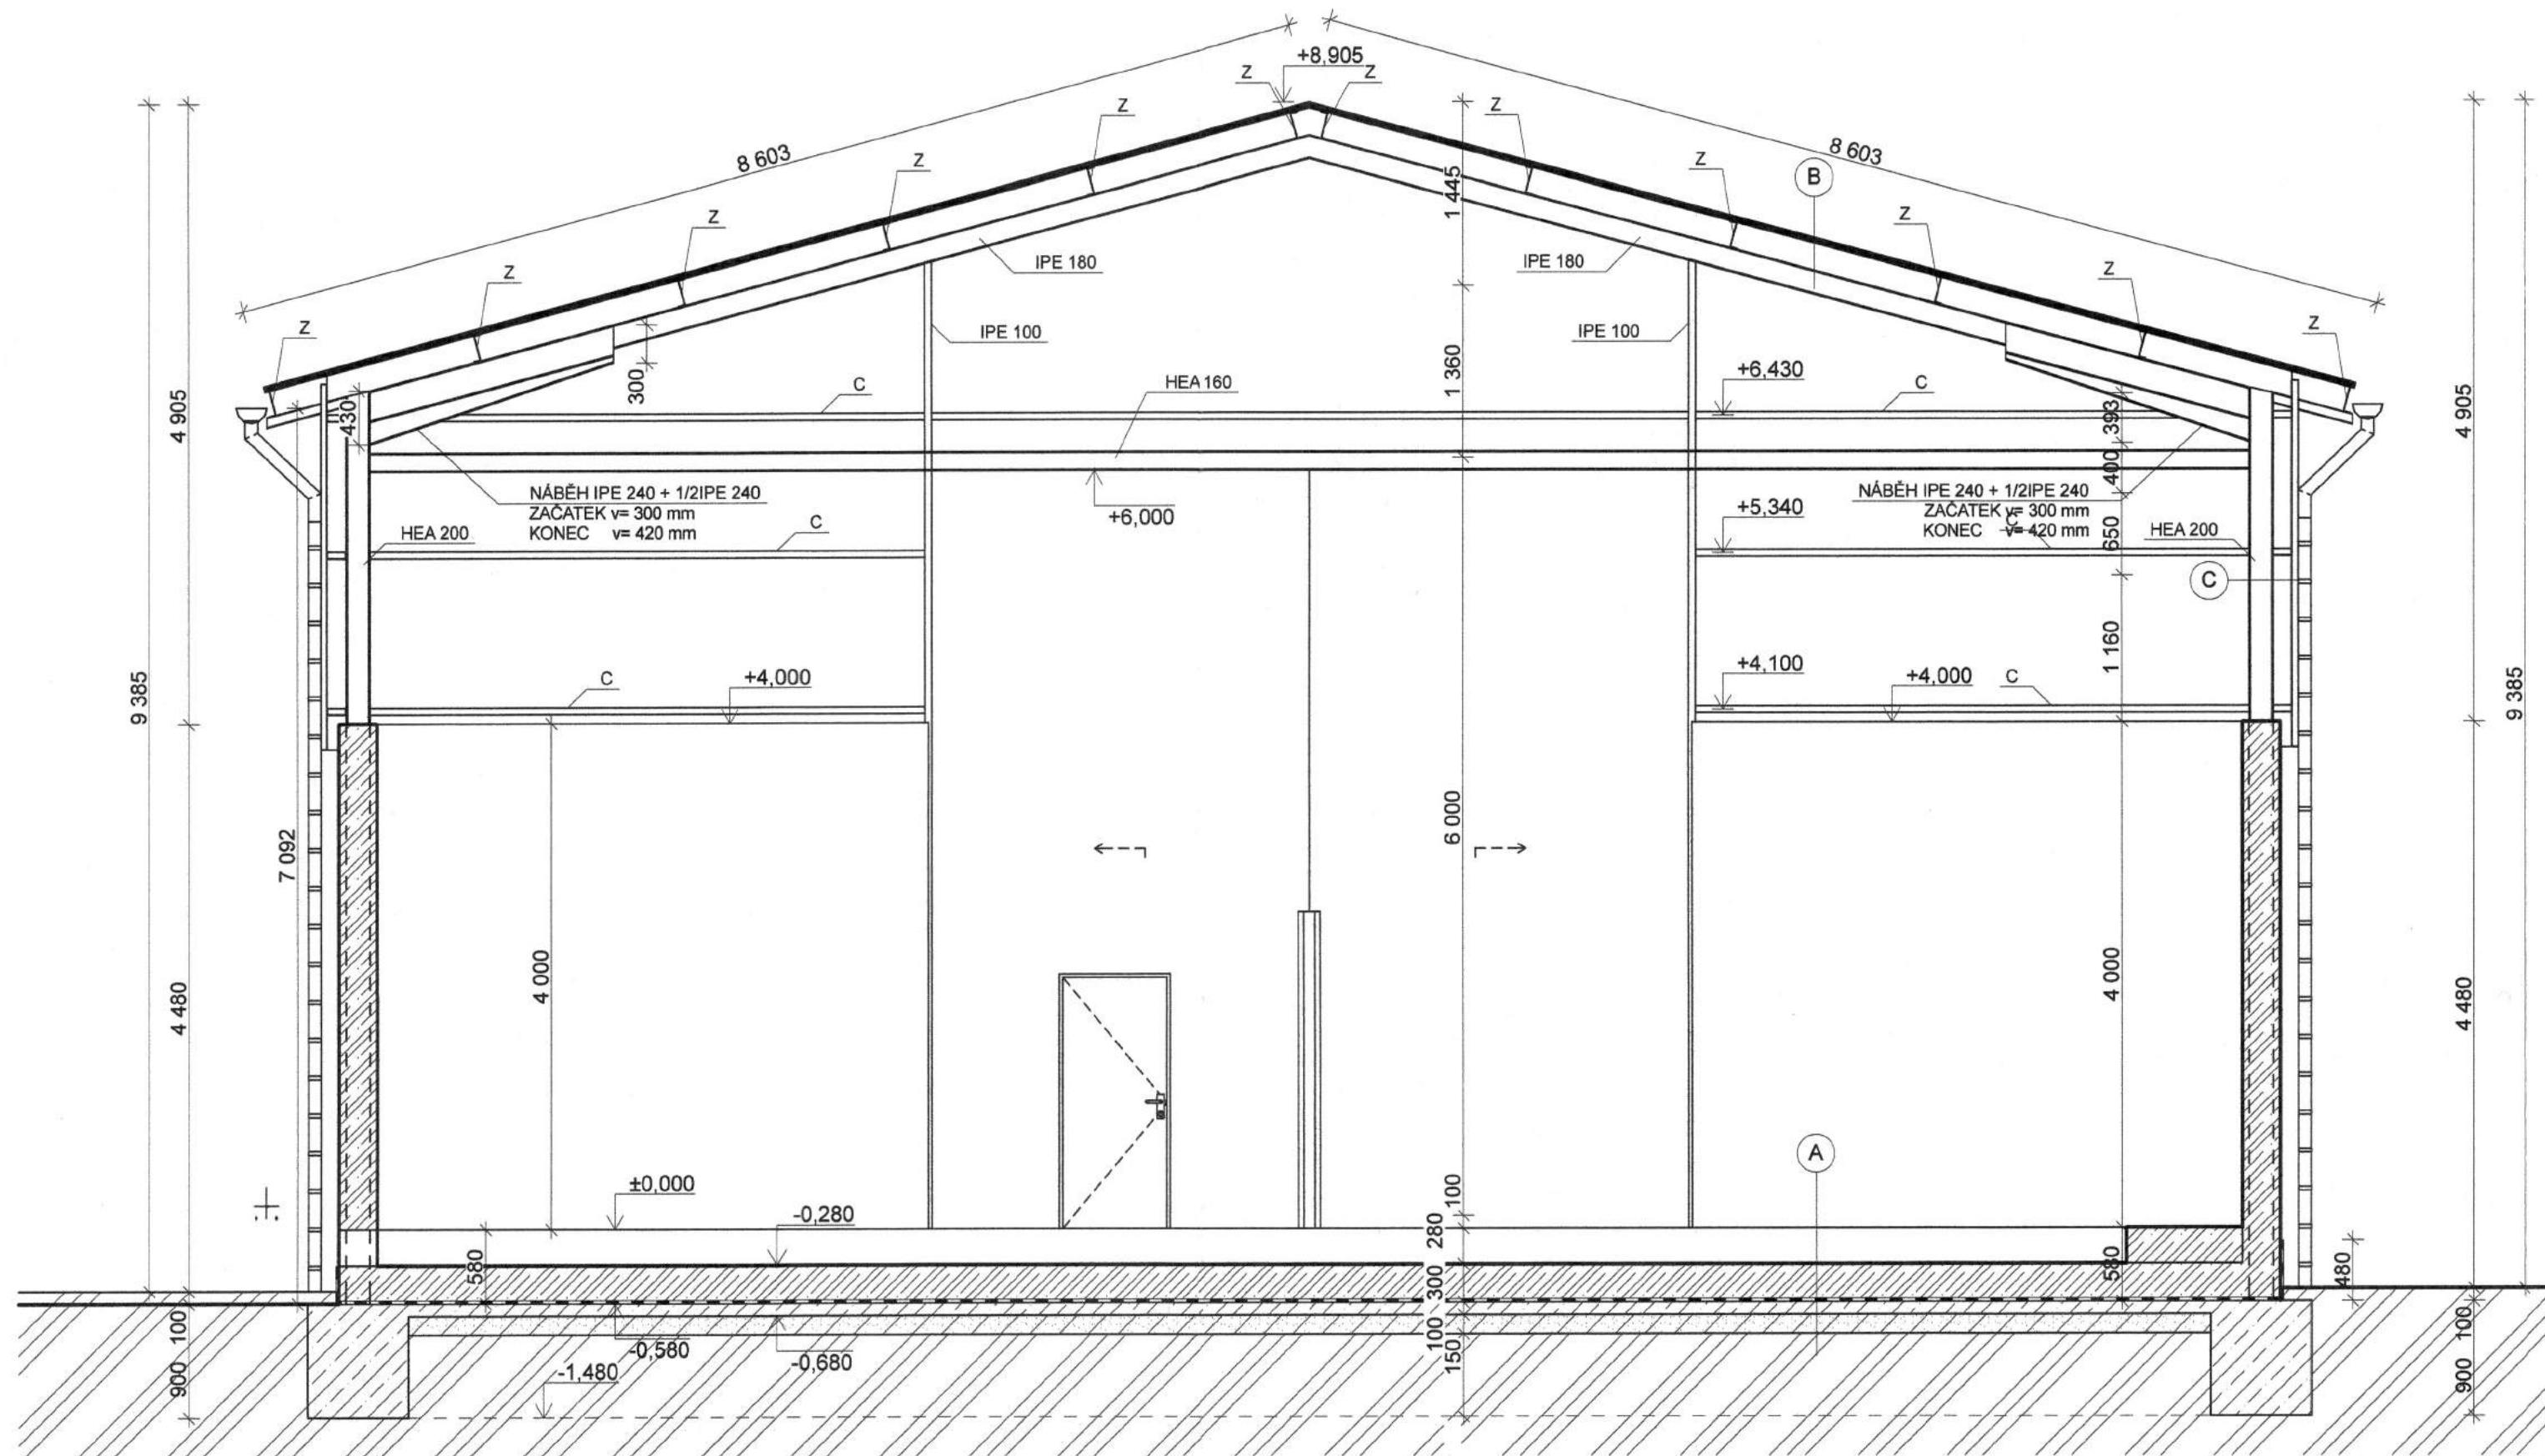 +8,905
Z
Z
Z
Z
8 603
8 603
Z
Z
B
Z
Z
1 445
IPE 180
IPE 180
Z
Z
Z
Z
IPE 100
IPE 100
300
1 360
HEA 160
+6,430
C
C
4 905
430
393
4 905
400
NÁBĚH IPE 240 + 1/2IPE 240
ZAČATEK v= 300 mm
KONEC v= 420 mm
+6,000
+5,340
NÁBĚH IPE 240 + 1/2IPE 240
ZAČATEK v= 300 mm
KONEC v= 420 mm
C
HEA 200
C
650
HEA 200
C
9 385
C
+4,000
+4,100
+4,000
C
1 160
9 385
7 092
6 000
4 480
4 000
4 000
4 480
A
±0,000
-0,280
100
280
580
300
580
480
100
-0,580
-0,680
100
150
100
900
-1,480
900